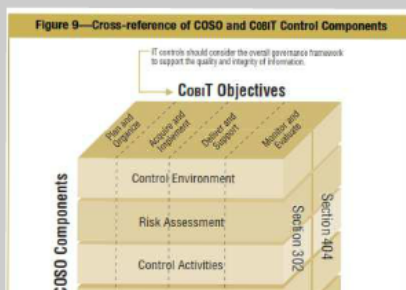 Figure 9—Cross-reference of COSO and COBIT Control Components
IT controls should consider the overall governance framework
to support the quality and integrity of information.
COBIT Objectives
Plan and
Organize
Acquire and
Implement
Deliver and
Support
Monitor and
Evaluate
Control Environment
Risk Assessment
Control Activities
COSO Components
Section 302
Section 404